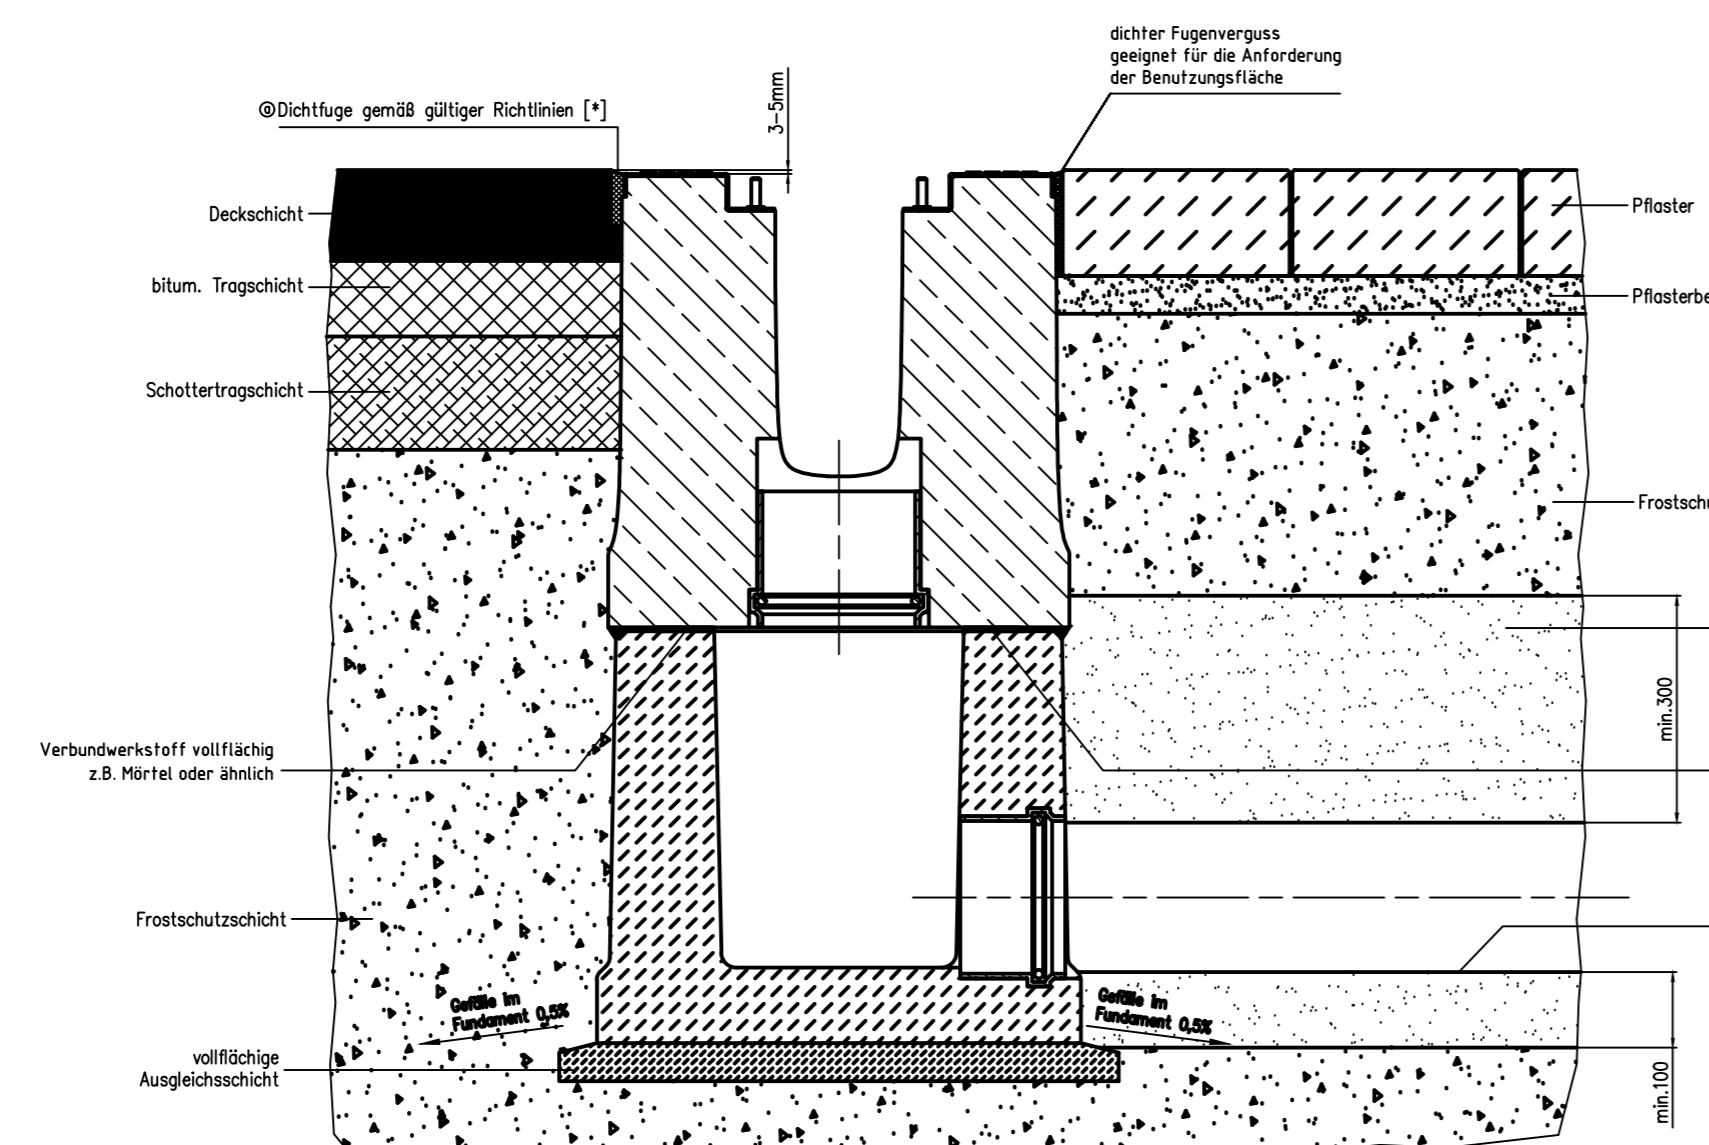 dichter Fugenverguss
geeignet für die Anforderung
der Benutzungsfläche
@Dichtfuge gemäß gültiger Richtlinien [*]
3-5mm
Deckschicht
Pflaster
bitum. Tragschicht
Pflasterbe
Schottertragschicht
Frostschu
min.300
Verbundwerkstoff vollflächig
z.B. Mörtel oder ähnlich
Frostschutzschicht
Gefälle im
Fundament 0,5%
Gefälle im
Fundament 0,5%
vollflächige
Ausgleichsschicht
min.100